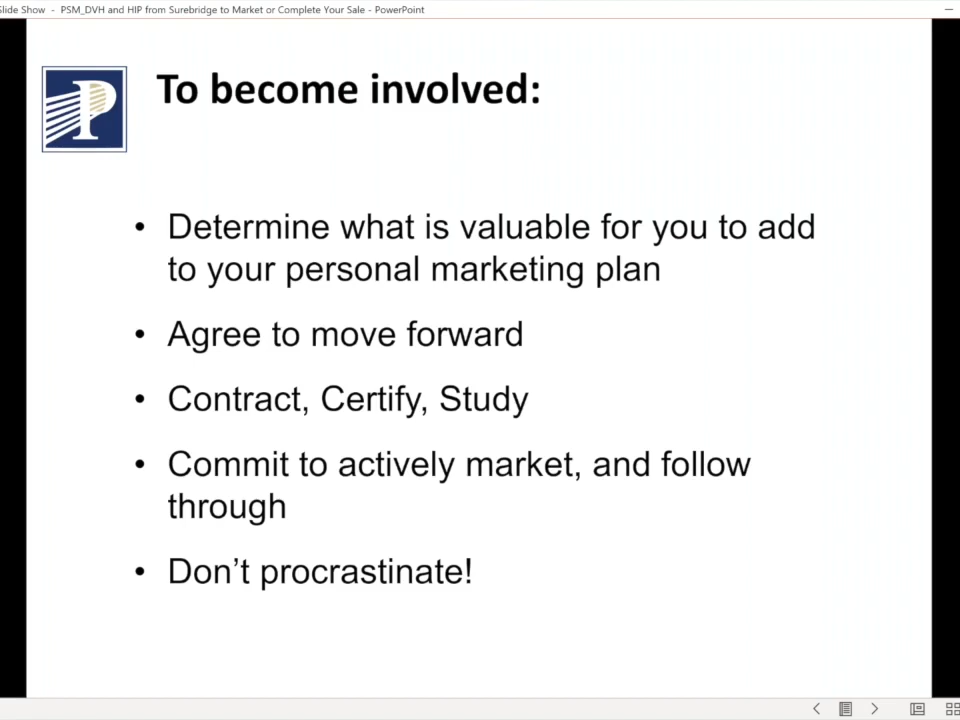 lide Show - PSM_DVH and HIP from Surebridge to Market or Complete Your Sale - PowerPoint
P
To become involved:
• Determine what is valuable for you to add
to your personal marketing plan
• Agree to move forward
• Contract, Certify, Study
• Commit to actively market, and follow
through
• Don’t procrastinate!